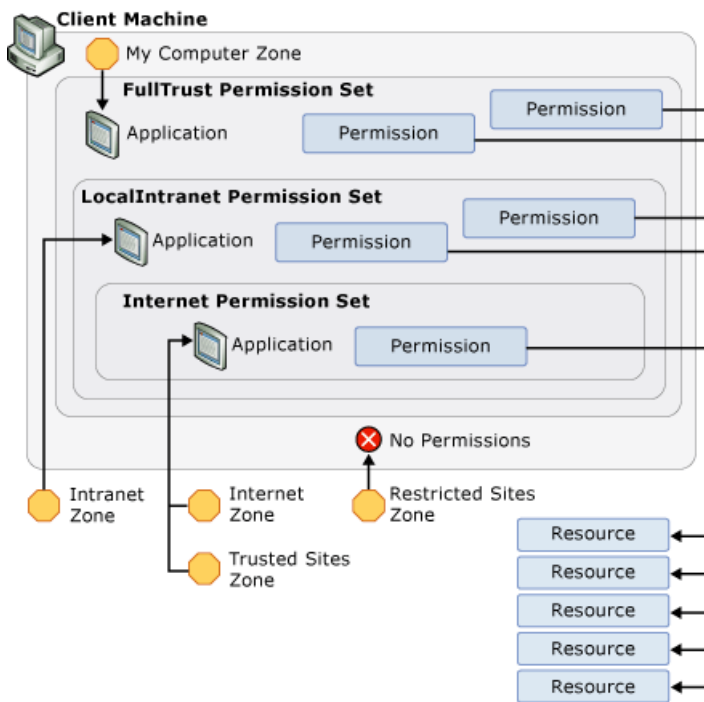 Client Machine
My Computer Zone
FullTrust Permission Set
Permission
Application
Permission
LocalIntranet Permission Set
Permission
Application
Permission
Internet Permission Set
Application
Permission
No Permissions
Intranet
Zone
Internet
Zone
Restricted Sites
Zone
Trusted Sites
Zone
Resource
Resource
Resource
Resource
Resource